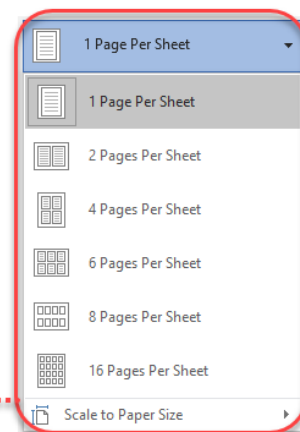 1 Page Per Sheet
1 Page Per Sheet
2 Pages Per Sheet
4 Pages Per Sheet
6 Pages Per Sheet
8 Pages Per Sheet
16 Pages Per Sheet
Scale to Paper Size